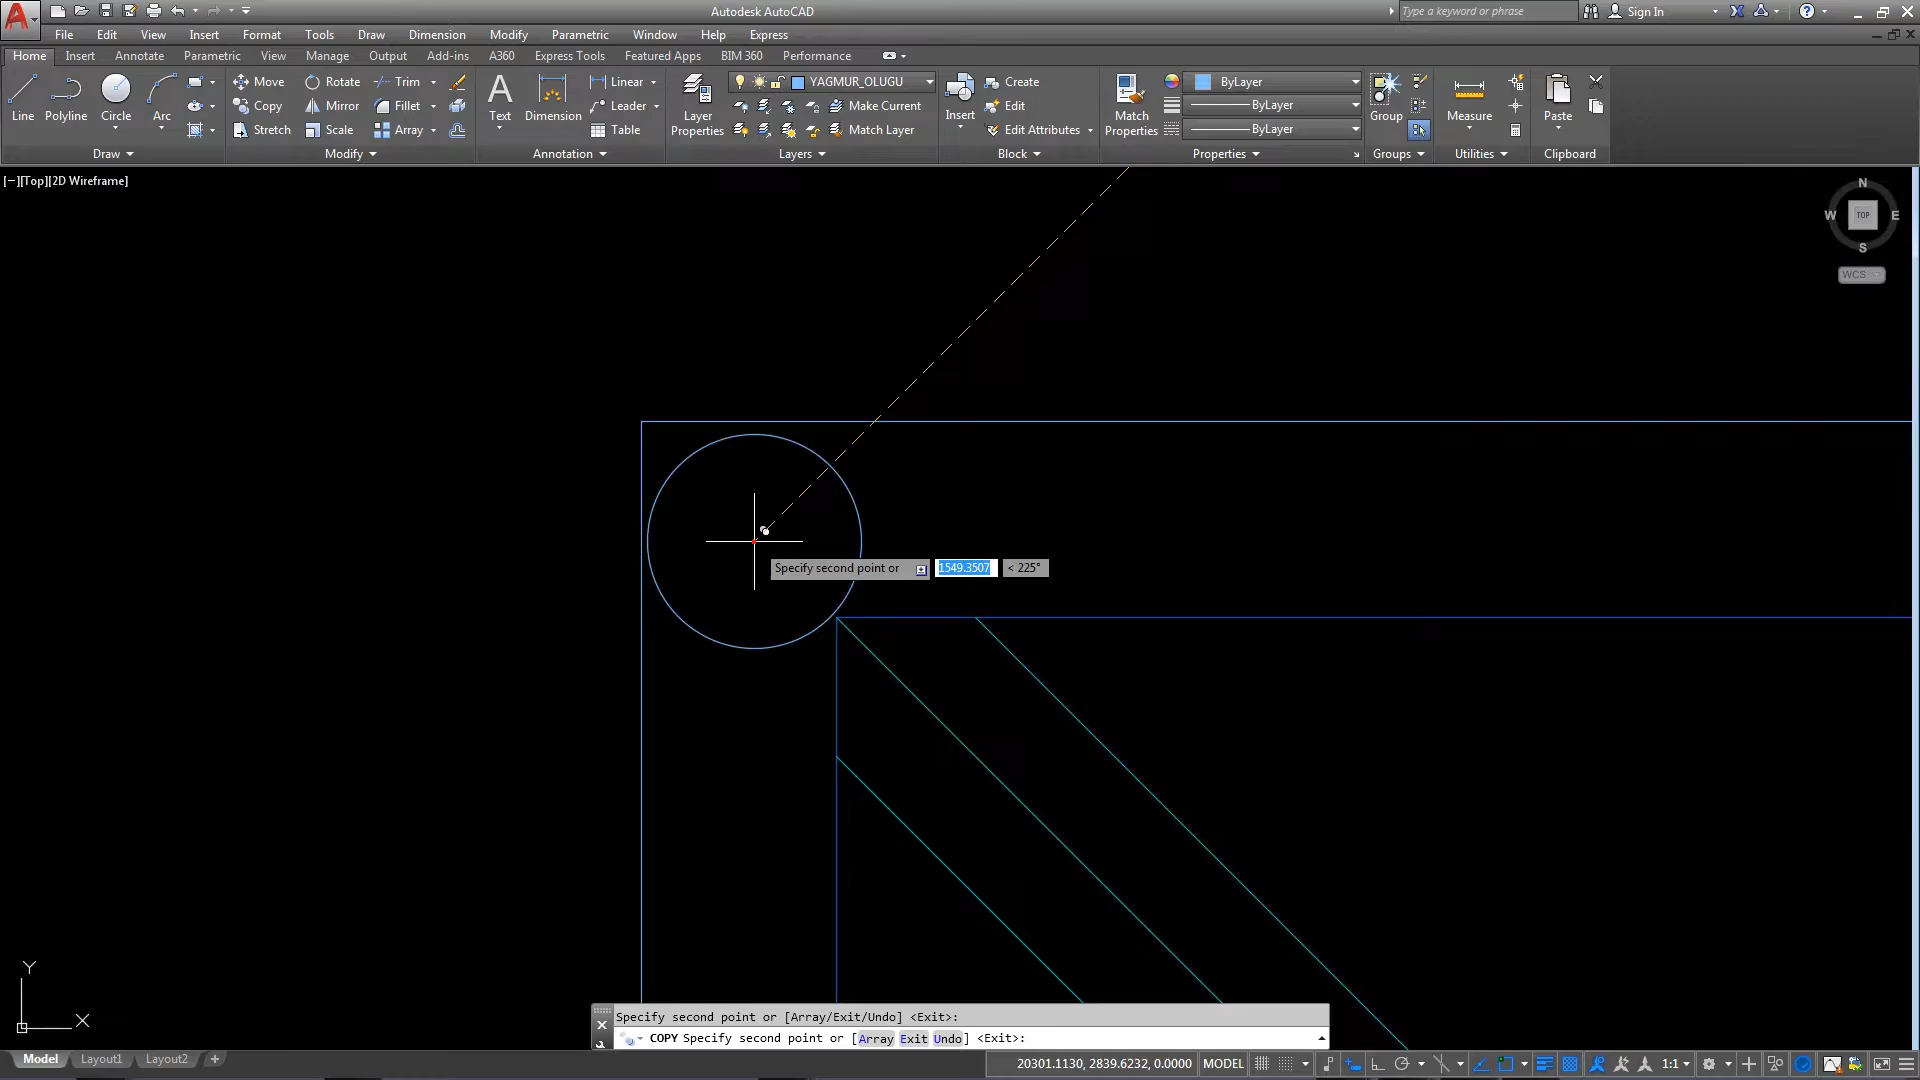 Autodesk AutoCAD
Type a keyword or phrase
Sign In
File Edit View Insert Format Tools Draw Dimension Modify Parametric Window Help Express
Home Insert Annotate Parametric View Manage Output Add-ins A360 Express Tools Featured Apps BIM 360 Performance
Line Polyline Circle Arc
Draw
Move Rotate Trim
Copy Mirror Fillet
Stretch Scale Array
Modify
Text Dimension
Linear
Leader
Table
Annotation
Layer
Properties
YAGMUR_OLUGU
Make Current
Match Layer
Layers
Insert
Create
Edit
Edit Attributes
Block
Match
Properties
ByLayer
ByLayer
ByLayer
Properties
Group
Groups
Measure
Utilities
Paste
Clipboard
[−][Top][2D Wireframe]
N
W TOP E
S
WCS
Specify second point or 1549.3507 < 225°
Y
X
Specify second point or [Array/Exit/Undo] <Exit>:
COPY Specify second point or [Array Exit Undo] <Exit>:
Model Layout1 Layout2 +
20301.1130, 2839.6232, 0.0000 MODEL 1:1